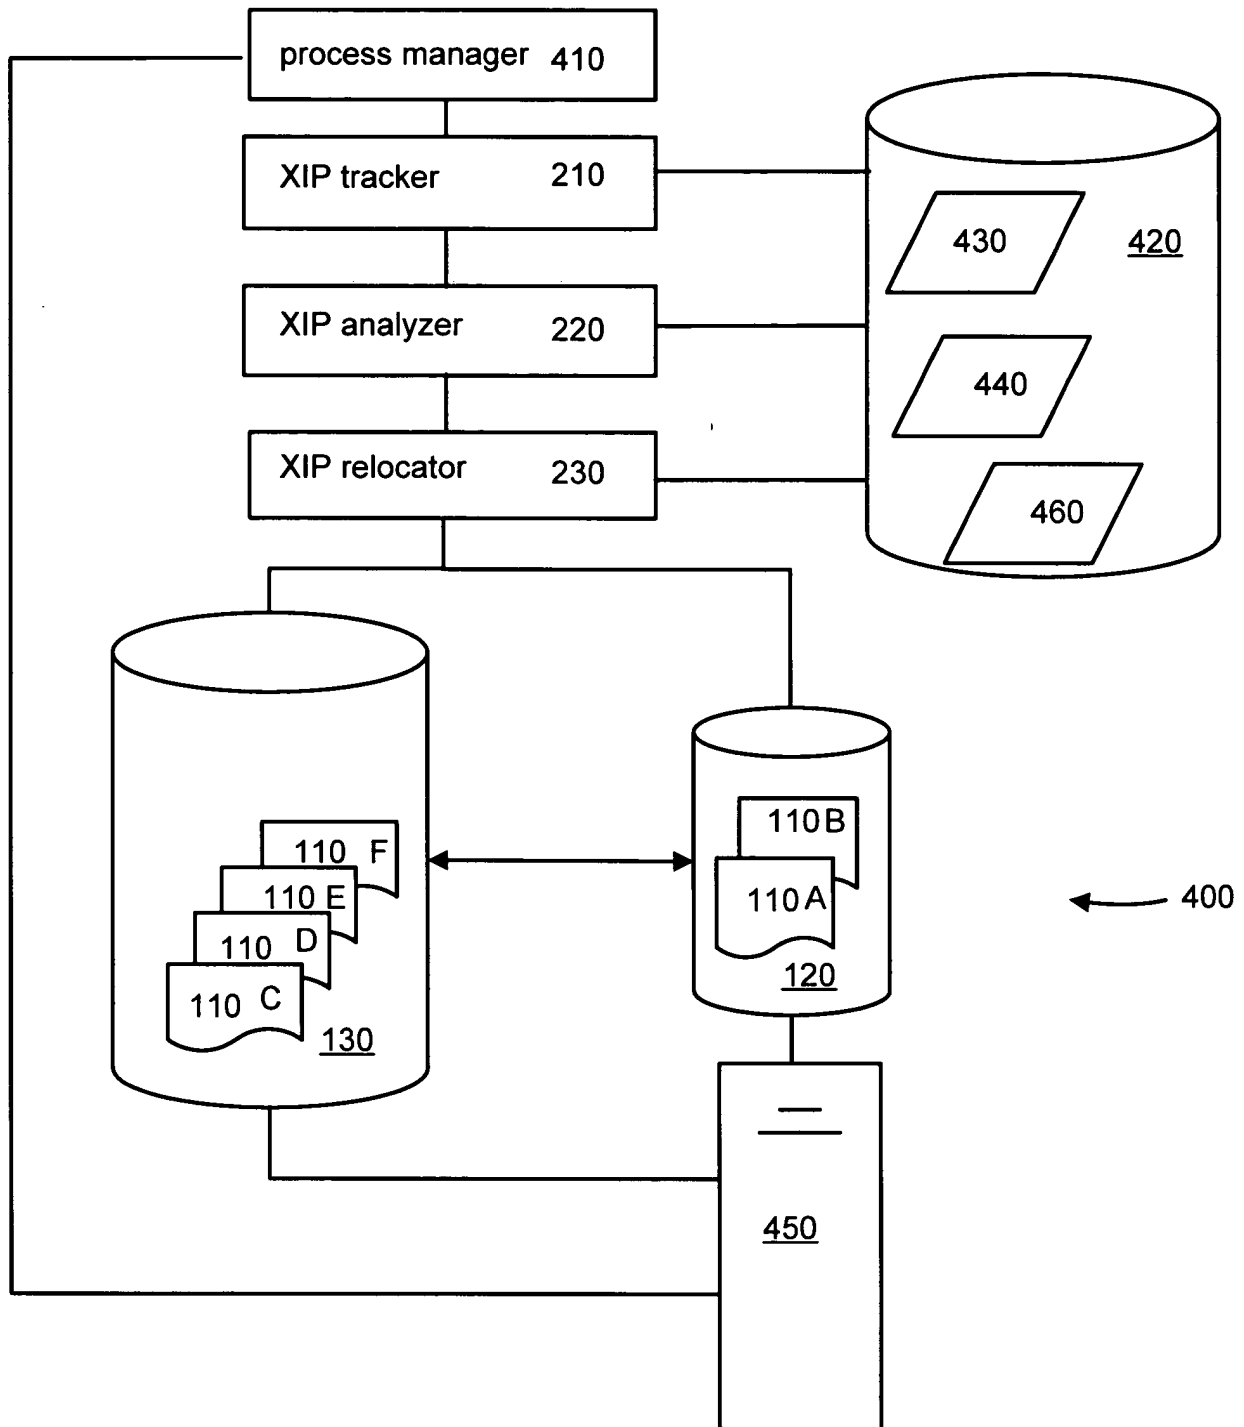 process manager 410
XIP tracker 210
430
420
XIP analyzer 220
440
XIP relocator 230
460
110 B
110 F
110 E
110 A
400
110 D
110 C
120
130
450